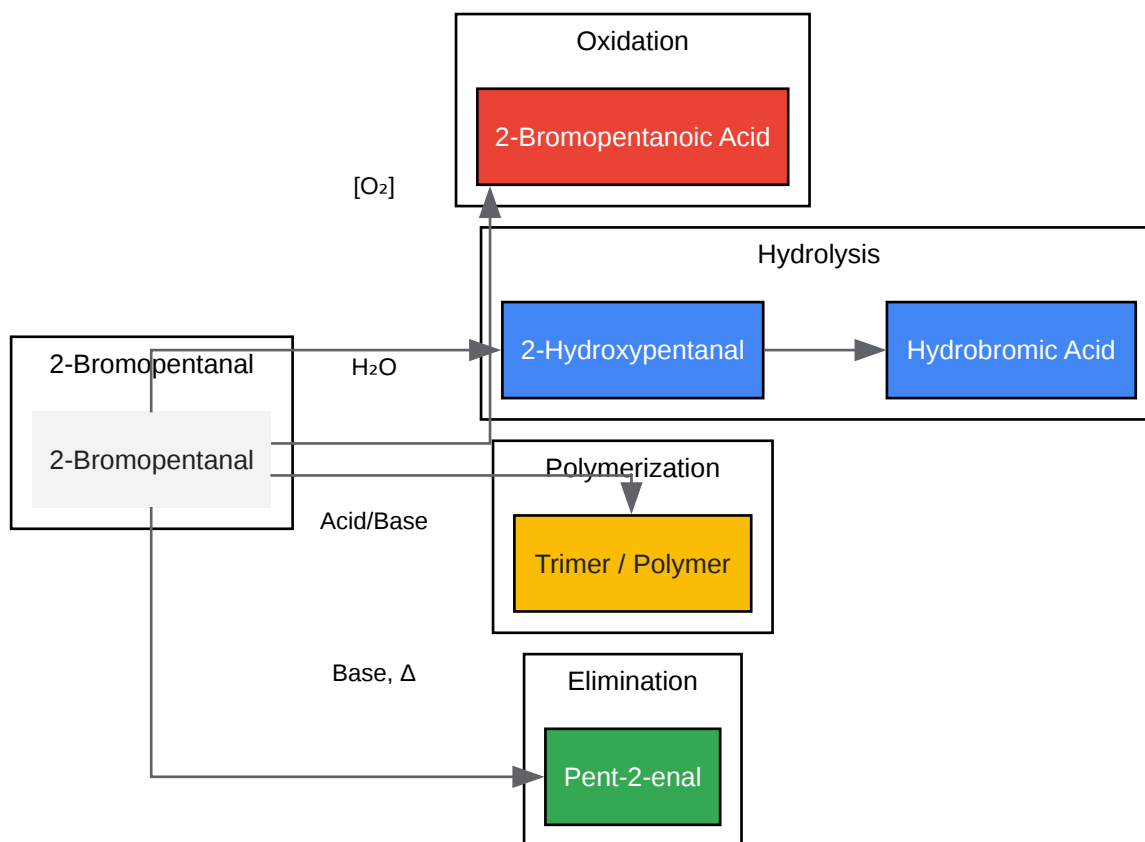 Oxidation
2-Bromopentanoic Acid
[O₂]
Hydrolysis
2-Hydroxypentanal
Hydrobromic Acid
2-Bromopentanal
H₂O
2-Bromopentanal
Polymerization
Acid/Base
Trimer / Polymer
Base, Δ
Elimination
Pent-2-enal